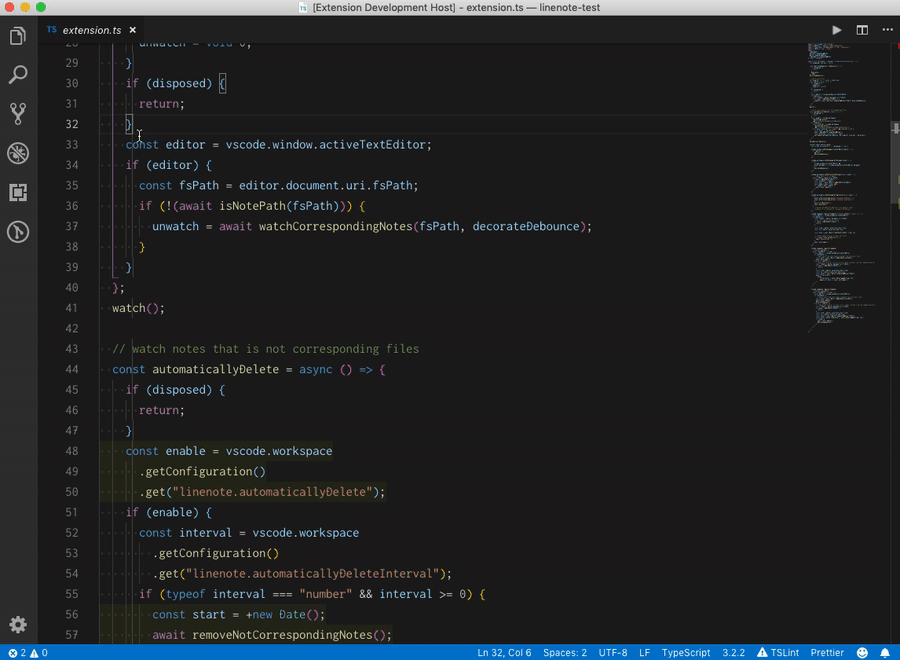 [Extension Development Host] - extension.ts — linenote-test
TS extension.ts ×
28 unwatch = void 0;
29 }
30 if (disposed) {
31 return;
32 }
33 const editor = vscode.window.activeTextEditor;
34 if (editor) {
35 const fsPath = editor.document.uri.fsPath;
36 if (!(await isNotePath(fsPath))) {
37 unwatch = await watchCorrespondingNotes(fsPath, decorateDebounce);
38 }
39 }
40 };
41 watch();
42
43 // watch notes that is not corresponding files
44 const automaticallyDelete = async () => {
45 if (disposed) {
46 return;
47 }
48 const enable = vscode.workspace
49 .getConfiguration()
50 .get("linenote.automaticallyDelete");
51 if (enable) {
52 const interval = vscode.workspace
53 .getConfiguration()
54 .get("linenote.automaticallyDeleteInterval");
55 if (typeof interval === "number" && interval >= 0) {
56 const start = +new Date();
57 await removeNotCorrespondingNotes();
2 0 Ln 32, Col 6 Spaces: 2 UTF-8 LF TypeScript 3.2.2 TSLint Prettier